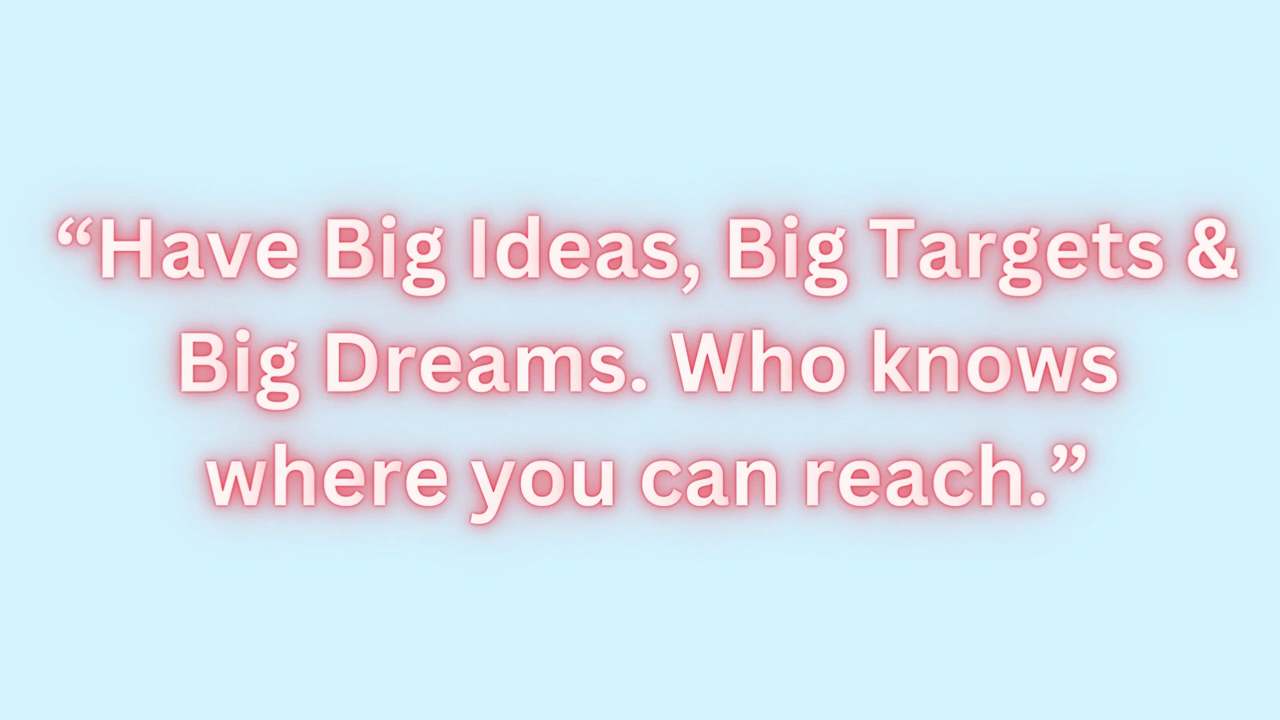 “Have Big Ideas, Big Targets &
Big Dreams. Who knows
where you can reach.”